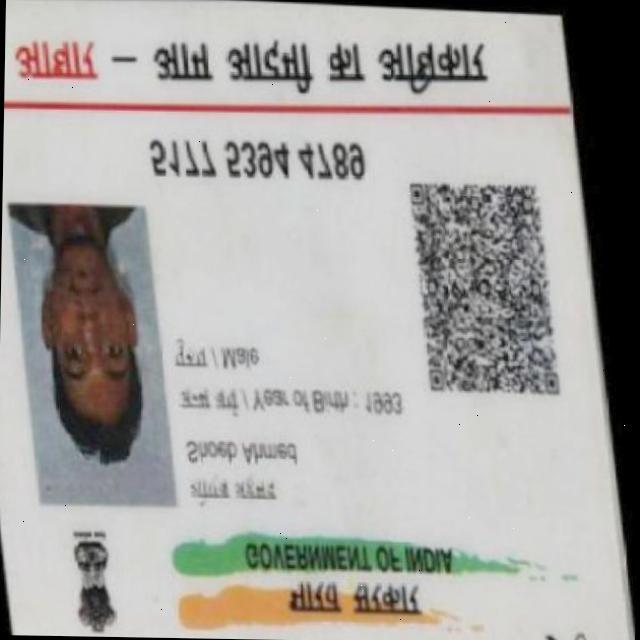 भारत सरकार
GOVERNMENT OF INDIA
अहमद
Shoeb Ahmed
जन्म वर्ष / Year of Birth : 1993
पुरुष / Male
5177 5394 4789
आधार — आम आदमी का अधिकार